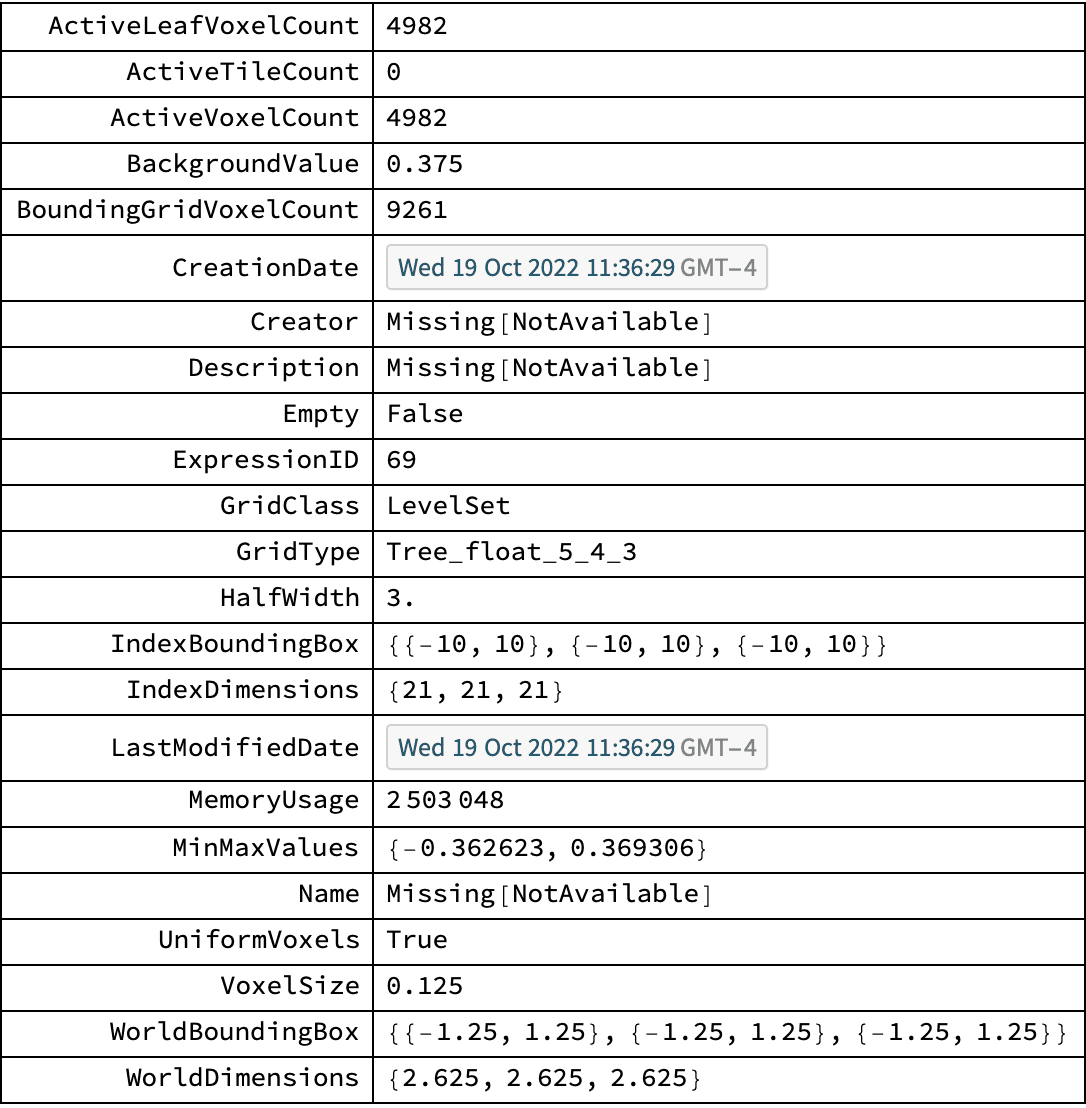 ActiveLeafVoxelCount 4982
ActiveTileCount 0
ActiveVoxelCount 4982
BackgroundValue 0.375
BoundingGridVoxelCount 9261
CreationDate Wed 19 Oct 2022 11:36:29 GMT-4
Creator Missing[NotAvailable]
Description Missing[NotAvailable]
Empty False
ExpressionID 69
GridClass LevelSet
GridType Tree_float_5_4_3
HalfWidth 3.
IndexBoundingBox {{-10, 10}, {-10, 10}, {-10, 10}}
IndexDimensions {21, 21, 21}
LastModifiedDate Wed 19 Oct 2022 11:36:29 GMT-4
MemoryUsage 2 503 048
MinMaxValues {-0.362623, 0.369306}
Name Missing[NotAvailable]
UniformVoxels True
VoxelSize 0.125
WorldBoundingBox {{-1.25, 1.25}, {-1.25, 1.25}, {-1.25, 1.25}}
WorldDimensions {2.625, 2.625, 2.625}